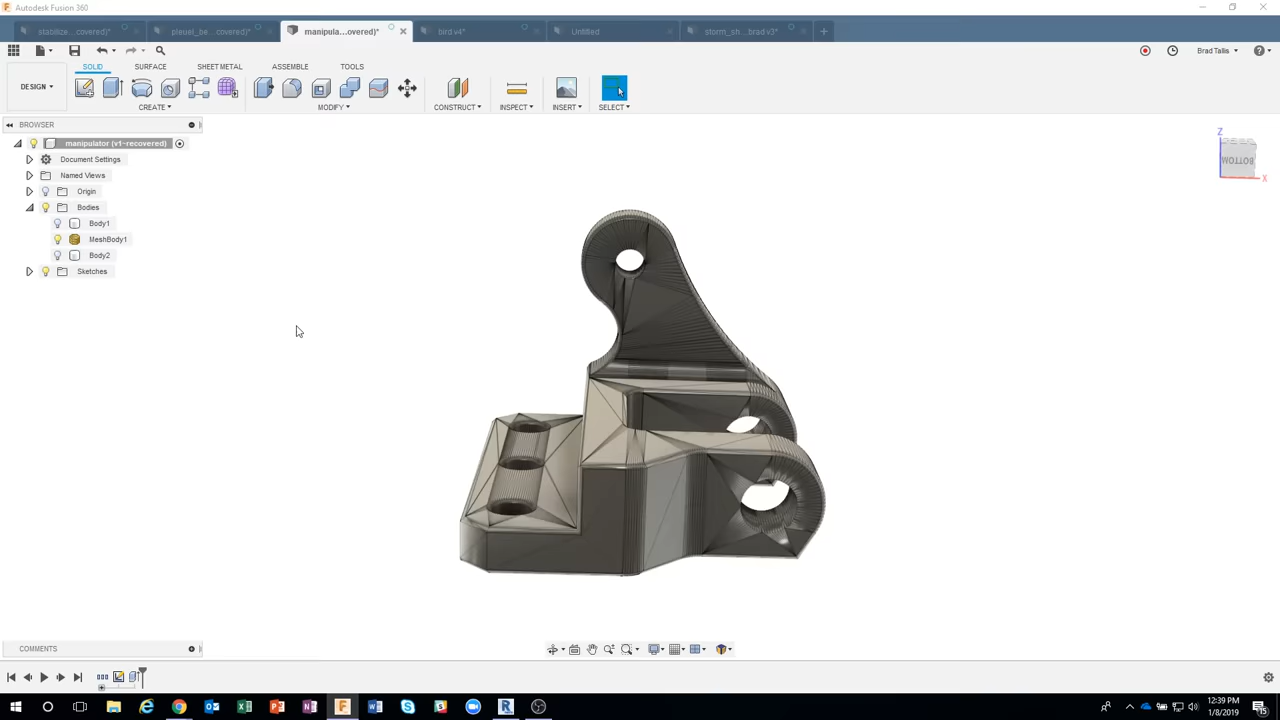 Autodesk Fusion 360
stabilize...covered)*
pleuel_be...covered)*
manipula...overed)*
bird v4*
Untitled
storm_sh...brad v3*
Brad Tallis
SOLID
SURFACE
SHEET METAL
ASSEMBLE
TOOLS
DESIGN
CREATE
MODIFY
CONSTRUCT
INSPECT
INSERT
SELECT
BROWSER
manipulator (v1-recovered)
Document Settings
Named Views
Origin
Bodies
Body1
MeshBody1
Body2
Sketches
Z
BOTTOM
X
COMMENTS
12:39 PM
1/8/2019
15